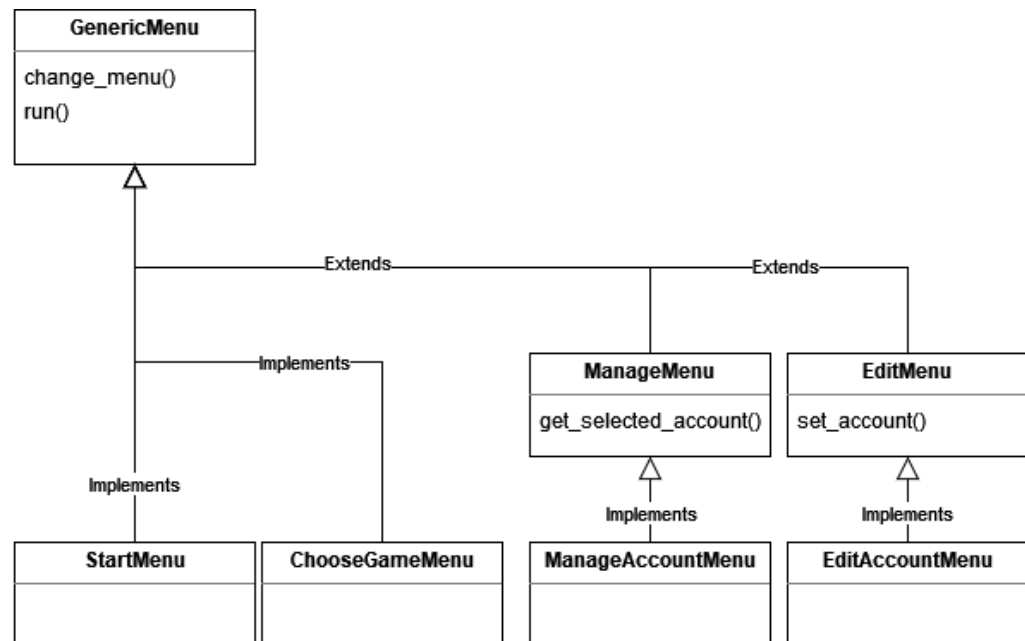 GenericMenu
change_menu()
run()
Extends
Extends
Implements
ManageMenu
EditMenu
get_selected_account()
set_account()
Implements
Implements
Implements
StartMenu
ChooseGameMenu
ManageAccountMenu
EditAccountMenu